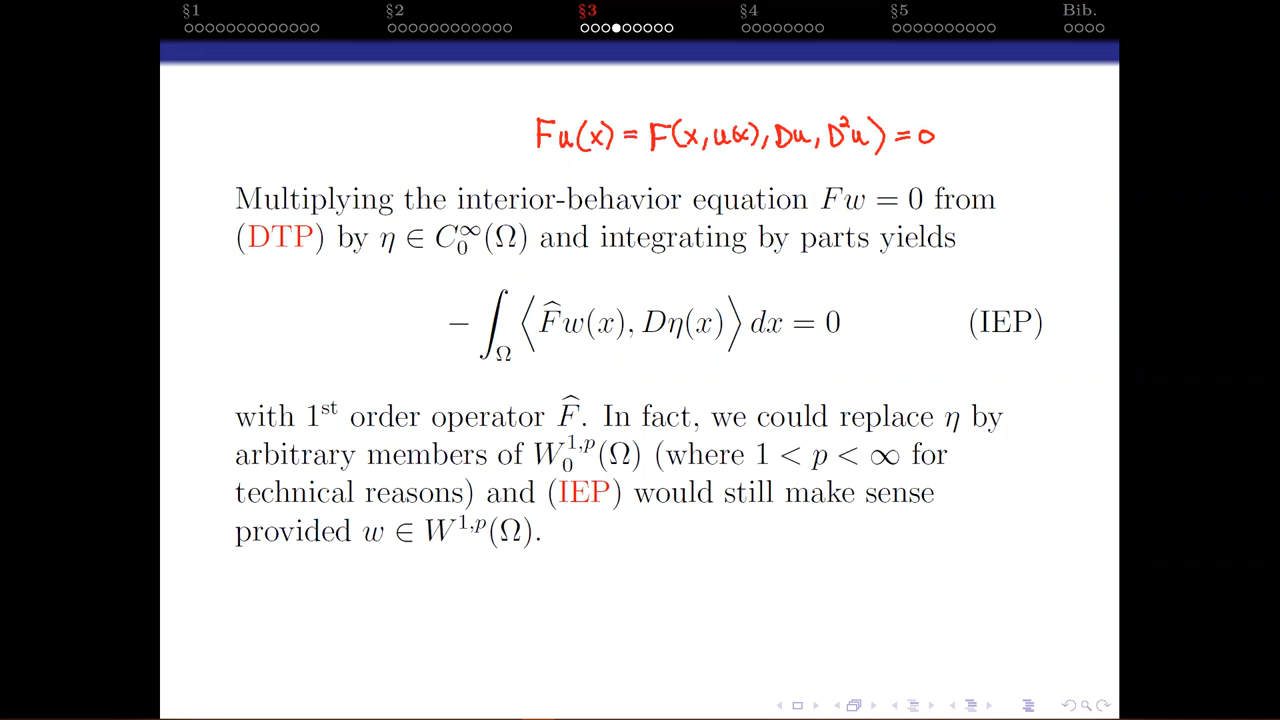 §1 §2 §3 §4 §5 Bib.
Fu(x) = F(x, u(x), Du, D²u) = 0
Multiplying the interior-behavior equation Fw = 0 from
(DTP) by η ∈ C₀^∞(Ω) and integrating by parts yields
− ∫_Ω ⟨F̂w(x), Dη(x)⟩ dx = 0 (IEP)
with 1ˢᵗ order operator F̂. In fact, we could replace η by
arbitrary members of W₀^{1,p}(Ω) (where 1 < p < ∞ for
technical reasons) and (IEP) would still make sense
provided w ∈ W^{1,p}(Ω).